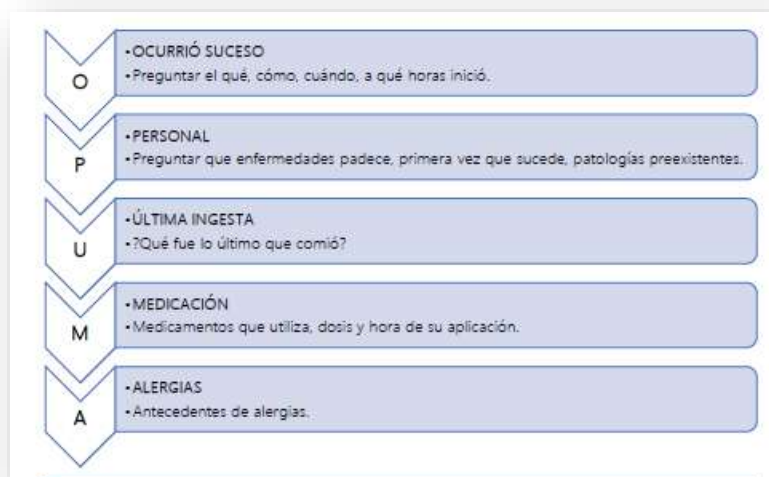 O
•OCURRIÓ SUCESO
•Preguntar el qué, cómo, cuándo, a qué horas inició.
P
•PERSONAL
•Preguntar que enfermedades padece, primera vez que sucede, patologías preexistentes.
U
•ÚLTIMA INGESTA
•?Qué fue lo último que comió?
M
•MEDICACIÓN
•Medicamentos que utiliza, dosis y hora de su aplicación.
A
•ALERGIAS
•Antecedentes de alergias.